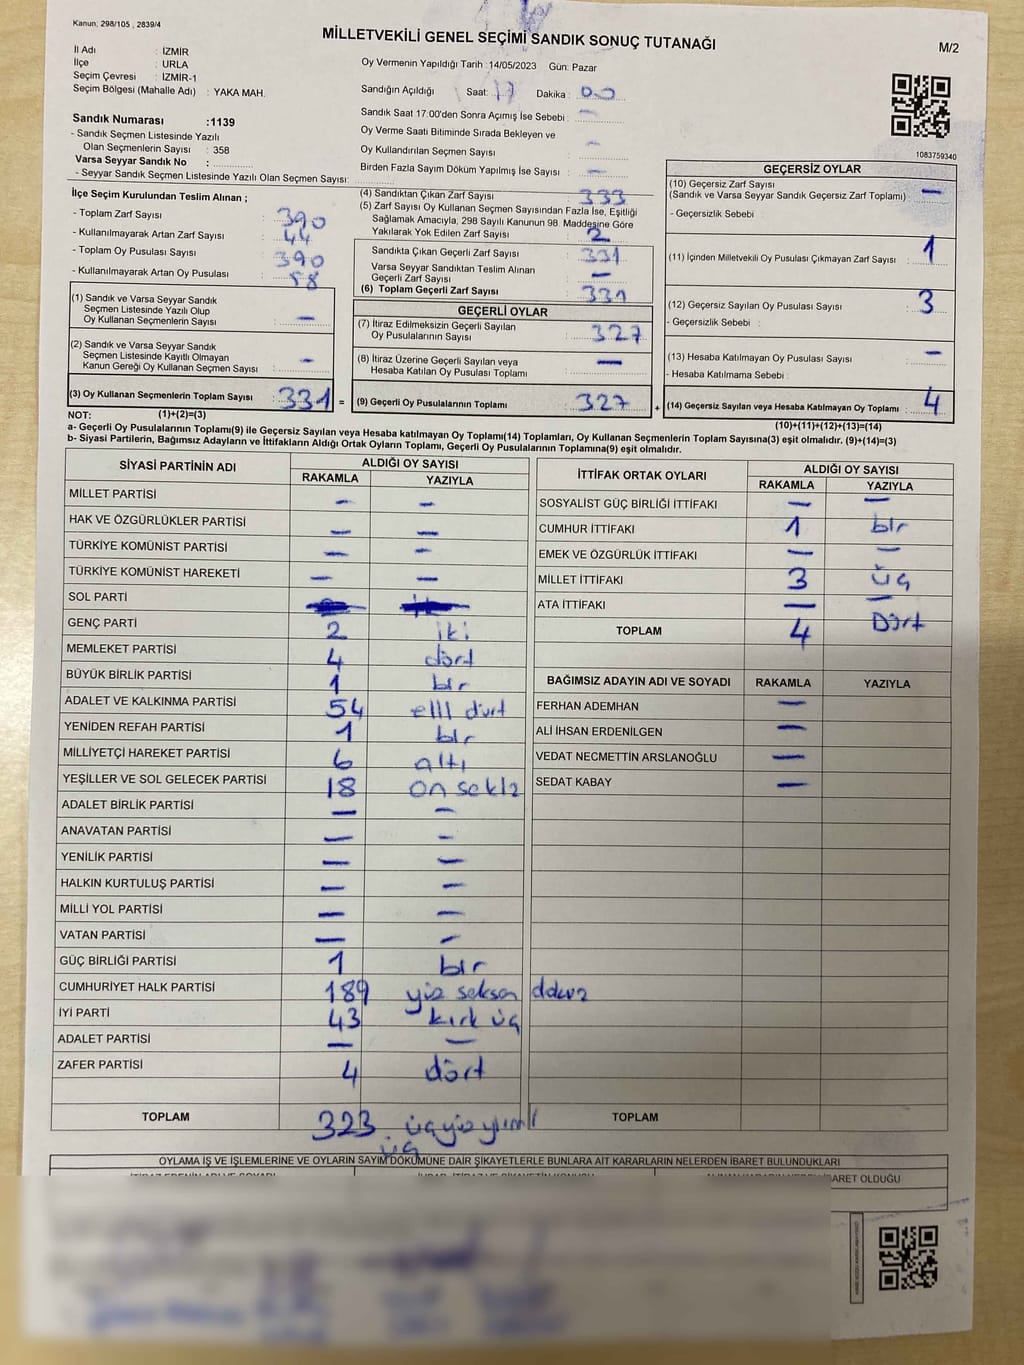 Kanun; 298/105 , 2839/4
MİLLETVEKİLİ GENEL SEÇİMİ SANDIK SONUÇ TUTANAĞI
M/2
İl Adı : İZMİR
İlçe : URLA
Seçim Çevresi : İZMİR-1
Seçim Bölgesi (Mahalle Adı) : YAKA MAH.
Oy Vermenin Yapıldığı Tarih :14/05/2023 Gün: Pazar
Sandığın Açıldığı Saat: 17 Dakika : 00
Sandık Saat 17:00'den Sonra Açımış İse Sebebi : -
Oy Verme Saati Bitiminde Sırada Bekleyen ve
Oy Kullandırılan Seçmen Sayısı : -
Birden Fazla Sayım Döküm Yapılmış İse Sayısı : -
Sandık Numarası :1139
- Sandık Seçmen Listesinde Yazılı
Olan Seçmenlerin Sayısı : 358
Varsa Seyyar Sandık No :
- Seyyar Sandık Seçmen Listesinde Yazılı Olan Seçmen Sayısı:
1083759340
İlçe Seçim Kurulundan Teslim Alınan ;
- Toplam Zarf Sayısı : 390
- Kullanılmayarak Artan Zarf Sayısı : 44
- Toplam Oy Pusulası Sayısı : 390
- Kullanılmayarak Artan Oy Pusulası : 58
(1) Sandık ve Varsa Seyyar Sandık
Seçmen Listesinde Yazılı Olup
Oy Kullanan Seçmenlerin Sayısı : -
(2) Sandık ve Varsa Seyyar Sandık
Seçmen Listesinde Kayıtlı Olmayan
Kanun Gereği Oy Kullanan Seçmen Sayısı : -
(3) Oy Kullanan Seçmenlerin Toplam Sayısı : 331 =
(4) Sandıktan Çıkan Zarf Sayısı : 333
(5) Zarf Sayısı Oy Kullanan Seçmen Sayısından Fazla İse, Eşitliği
Sağlamak Amacıyla, 298 Sayılı Kanunun 98. Maddesine Göre
Yakılarak Yok Edilen Zarf Sayısı : 2
Sandıkta Çıkan Geçerli Zarf Sayısı : 331
Varsa Seyyar Sandıktan Teslim Alınan
Geçerli Zarf Sayısı : -
(6) Toplam Geçerli Zarf Sayısı : 331
GEÇERLİ OYLAR
(7) İtiraz Edilmeksizin Geçerli Sayılan
Oy Pusulalarının Sayısı : 327
(8) İtiraz Üzerine Geçerli Sayılan veya
Hesaba Katılan Oy Pusulası Toplamı : -
(9) Geçerli Oy Pusulalarının Toplamı : 327 +
GEÇERSİZ OYLAR
(10) Geçersiz Zarf Sayısı
(Sandık ve Varsa Seyyar Sandık Geçersiz Zarf Toplamı) : -
- Geçersizlik Sebebi :
(11) İçinden Milletvekili Oy Pusulası Çıkmayan Zarf Sayısı : 1
(12) Geçersiz Sayılan Oy Pusulası Sayısı : 3
- Geçersizlik Sebebi :
(13) Hesaba Katılmayan Oy Pusulası Sayısı : -
- Hesaba Katılmama Sebebi :
(14) Geçersiz Sayılan veya Hesaba Katılmayan Oy Toplamı : 4
NOT: (1)+(2)=(3)
(10)+(11)+(12)+(13)=(14)
a- Geçerli Oy Pusulalarının Toplamı(9) ile Geçersiz Sayılan veya Hesaba katılmayan Oy Toplamı(14) Toplamları, Oy Kullanan Seçmenlerin Toplam Sayısına(3) eşit olmalıdır. (9)+(14)=(3)
b- Siyasi Partilerin, Bağımsız Adayların ve İttifakların Aldığı Ortak Oyların Toplamı, Geçerli Oy Pusulalarının Toplamına(9) eşit olmalıdır.
SİYASİ PARTİNİN ADI ALDIĞI OY SAYISI
RAKAMLA YAZIYLA
MİLLET PARTİSİ - -
HAK VE ÖZGÜRLÜKLER PARTİSİ - -
TÜRKİYE KOMÜNİST PARTİSİ - -
TÜRKİYE KOMÜNİST HAREKETİ - -
SOL PARTİ
GENÇ PARTİ 2 iki
MEMLEKET PARTİSİ 4 dört
BÜYÜK BİRLİK PARTİSİ 1 bir
ADALET VE KALKINMA PARTİSİ 54 elli dört
YENİDEN REFAH PARTİSİ 1 bir
MİLLİYETÇİ HAREKET PARTİSİ 6 altı
YEŞİLLER VE SOL GELECEK PARTİSİ 18 on sekiz
ADALET BİRLİK PARTİSİ - -
ANAVATAN PARTİSİ - -
YENİLİK PARTİSİ - -
HALKIN KURTULUŞ PARTİSİ - -
MİLLİ YOL PARTİSİ - -
VATAN PARTİSİ - -
GÜÇ BİRLİĞİ PARTİSİ 1 bir
CUMHURİYET HALK PARTİSİ 189 yüz seksen dokuz
İYİ PARTİ 43 kırk üç
ADALET PARTİSİ - -
ZAFER PARTİSİ 4 dört
TOPLAM 323 üçyüzyirmi
üç
İTTİFAK ORTAK OYLARI ALDIĞI OY SAYISI
RAKAMLA YAZIYLA
SOSYALİST GÜÇ BİRLİĞİ İTTİFAKI - -
CUMHUR İTTİFAKI 1 bir
EMEK VE ÖZGÜRLÜK İTTİFAKI - -
MİLLET İTTİFAKI 3 üç
ATA İTTİFAKI - -
TOPLAM 4 Dört
BAĞIMSIZ ADAYIN ADI VE SOYADI RAKAMLA YAZIYLA
FERHAN ADEMHAN -
ALİ İHSAN ERDENİLGEN -
VEDAT NECMETTİN ARSLANOĞLU -
SEDAT KABAY -
TOPLAM
OYLAMA İŞ VE İŞLEMLERİNE VE OYLARIN SAYIM DÖKÜMÜNE DAİR ŞİKAYETLERLE BUNLARA AİT KARARLARIN NELERDEN İBARET BULUNDUKLARI
İBARET OLDUĞU